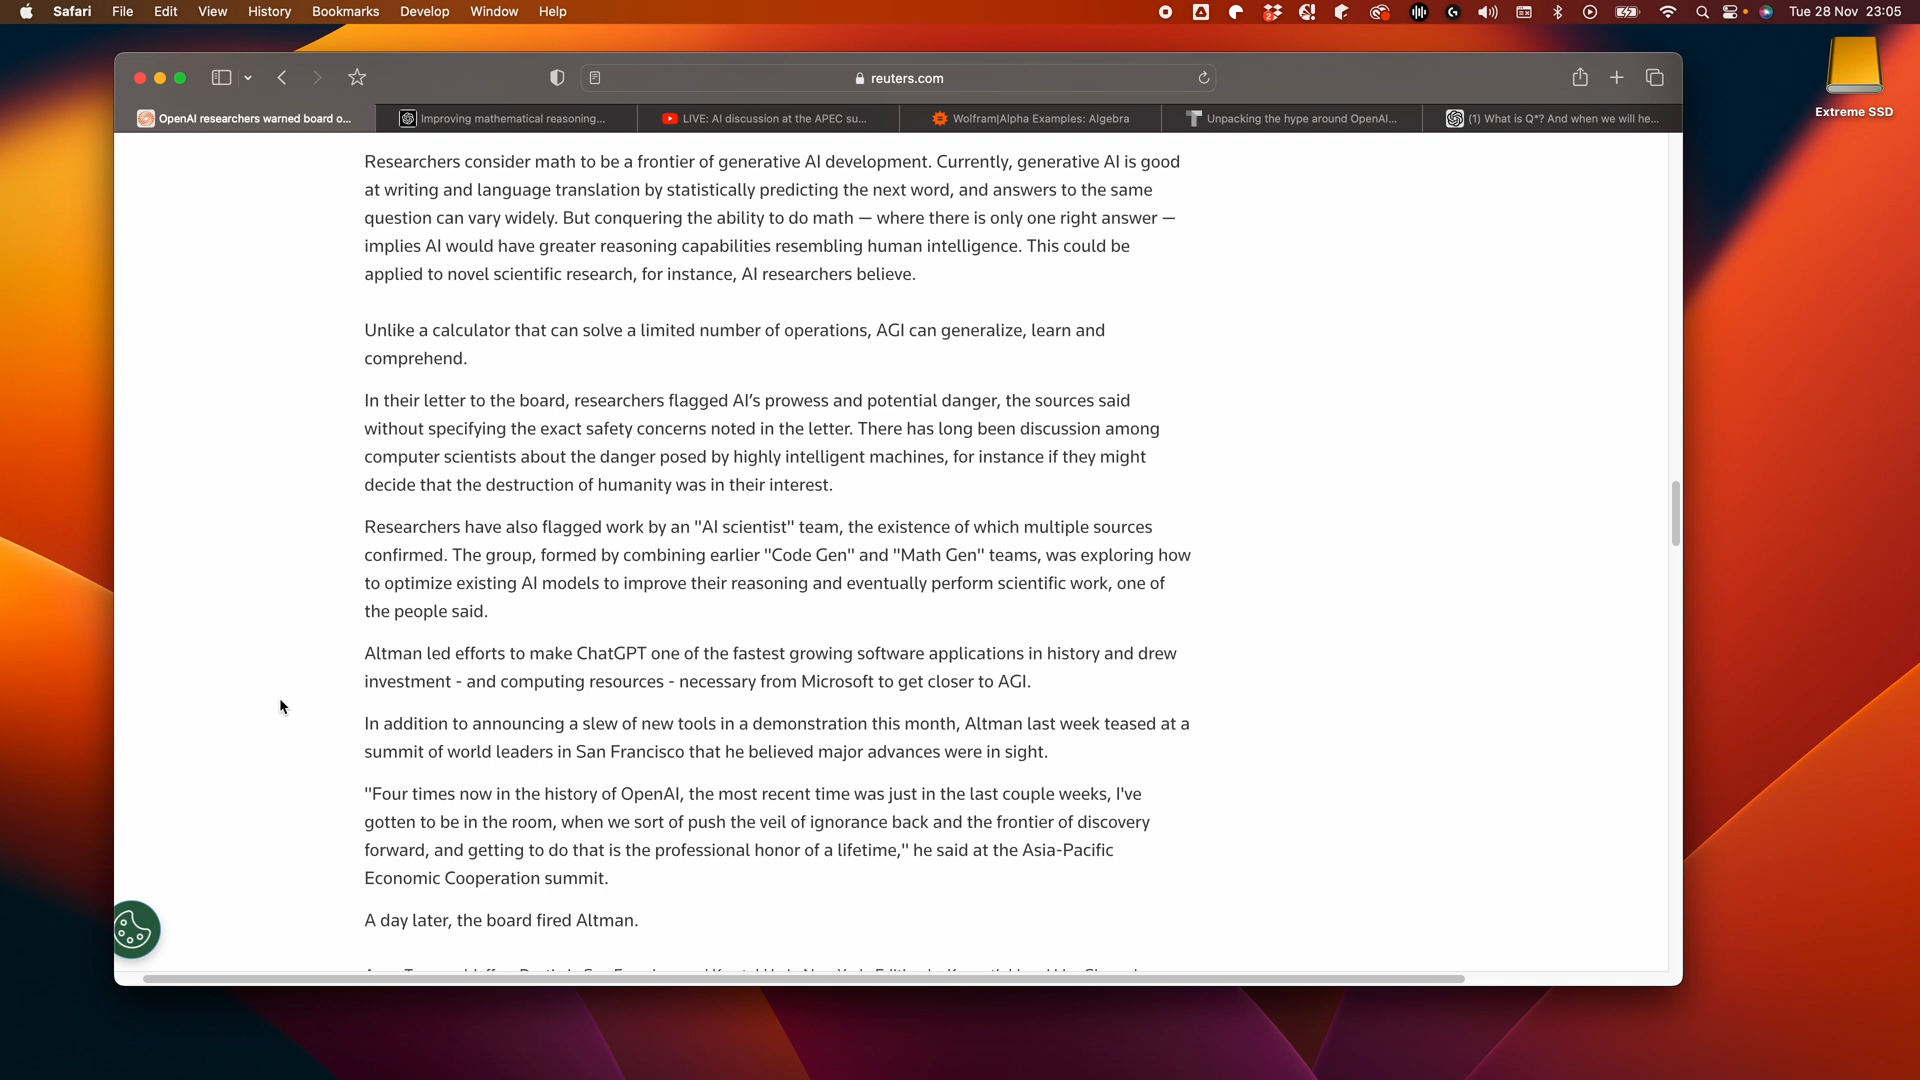 Safari File Edit View History Bookmarks Develop Window Help
Tue 28 Nov 23:05
Extreme SSD
reuters.com
OpenAI researchers warned board o...
Improving mathematical reasoning...
LIVE: AI discussion at the APEC su...
Wolfram|Alpha Examples: Algebra
Unpacking the hype around OpenAI...
(1) What is Q*? And when we will he...
Researchers consider math to be a frontier of generative AI development. Currently, generative AI is good
at writing and language translation by statistically predicting the next word, and answers to the same
question can vary widely. But conquering the ability to do math — where there is only one right answer —
implies AI would have greater reasoning capabilities resembling human intelligence. This could be
applied to novel scientific research, for instance, AI researchers believe.
Unlike a calculator that can solve a limited number of operations, AGI can generalize, learn and
comprehend.
In their letter to the board, researchers flagged AI’s prowess and potential danger, the sources said
without specifying the exact safety concerns noted in the letter. There has long been discussion among
computer scientists about the danger posed by highly intelligent machines, for instance if they might
decide that the destruction of humanity was in their interest.
Researchers have also flagged work by an "AI scientist" team, the existence of which multiple sources
confirmed. The group, formed by combining earlier "Code Gen" and "Math Gen" teams, was exploring how
to optimize existing AI models to improve their reasoning and eventually perform scientific work, one of
the people said.
Altman led efforts to make ChatGPT one of the fastest growing software applications in history and drew
investment - and computing resources - necessary from Microsoft to get closer to AGI.
In addition to announcing a slew of new tools in a demonstration this month, Altman last week teased at a
summit of world leaders in San Francisco that he believed major advances were in sight.
"Four times now in the history of OpenAI, the most recent time was just in the last couple weeks, I've
gotten to be in the room, when we sort of push the veil of ignorance back and the frontier of discovery
forward, and getting to do that is the professional honor of a lifetime," he said at the Asia-Pacific
Economic Cooperation summit.
A day later, the board fired Altman.